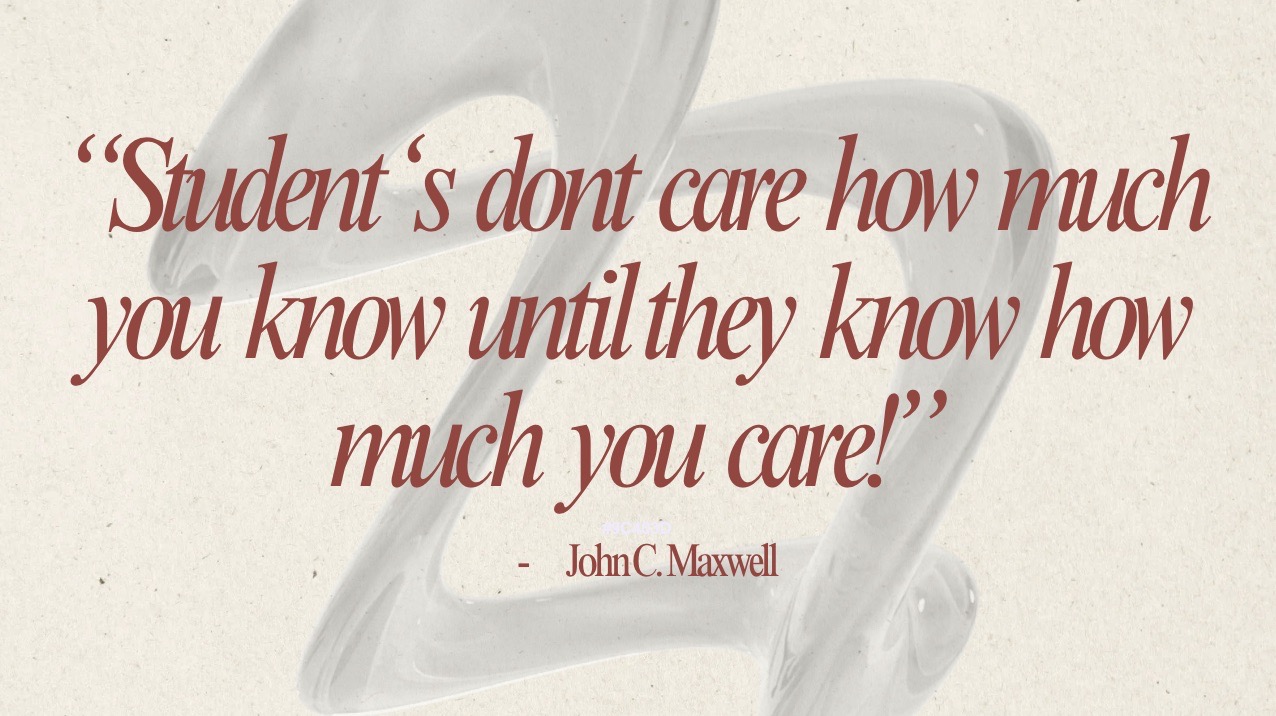 “Student‘s dont care how much
you know until they know how
much you care!”
- John C. Maxwell